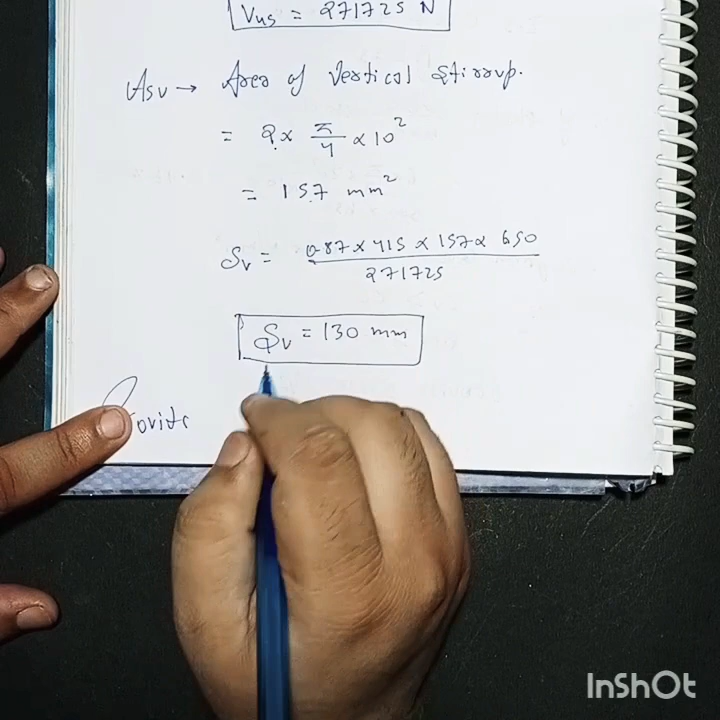 Vus = 271725 N
Asv → Area of Vertical Stirrup.
= 2 × π/4 × 10²
= 157 mm²
Sv = 0.87 × 415 × 157 × 650 / 271725
Sv = 130 mm
InShOt